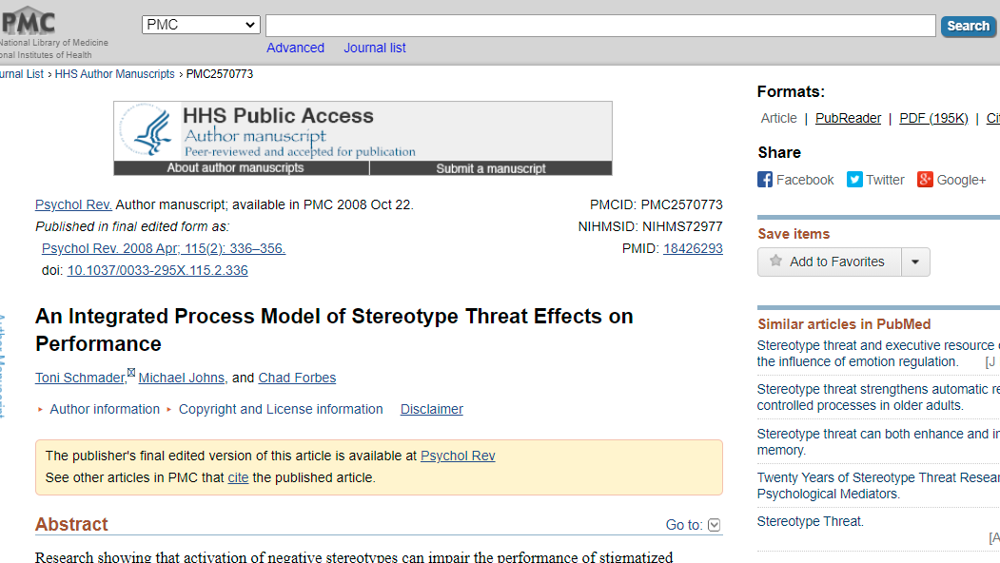 PMC
National Library of Medicine
onal Institutes of Health
PMC
Search
Advanced Journal list
urnal List › HHS Author Manuscripts › PMC2570773
HHS Public Access
Author manuscript
Peer-reviewed and accepted for publication
About author manuscripts Submit a manuscript
Psychol Rev. Author manuscript; available in PMC 2008 Oct 22.
Published in final edited form as:
Psychol Rev. 2008 Apr; 115(2): 336–356.
doi: 10.1037/0033-295X.115.2.336
PMCID: PMC2570773
NIHMSID: NIHMS72977
PMID: 18426293
An Integrated Process Model of Stereotype Threat Effects on
Performance
Toni Schmader, Michael Johns, and Chad Forbes
Author information Copyright and License information Disclaimer
The publisher's final edited version of this article is available at Psychol Rev
See other articles in PMC that cite the published article.
Abstract
Go to:
Research showing that activation of negative stereotypes can impair the performance of stigmatized
Author Manuscript
Formats:
Article | PubReader | PDF (195K) | Cit
Share
Facebook Twitter Google+
Save items
Add to Favorites
Similar articles in PubMed
Stereotype threat and executive resource
the influence of emotion regulation. [J
Stereotype threat strengthens automatic re
controlled processes in older adults.
Stereotype threat can both enhance and in
memory.
Twenty Years of Stereotype Threat Resear
Psychological Mediators.
Stereotype Threat.
[A